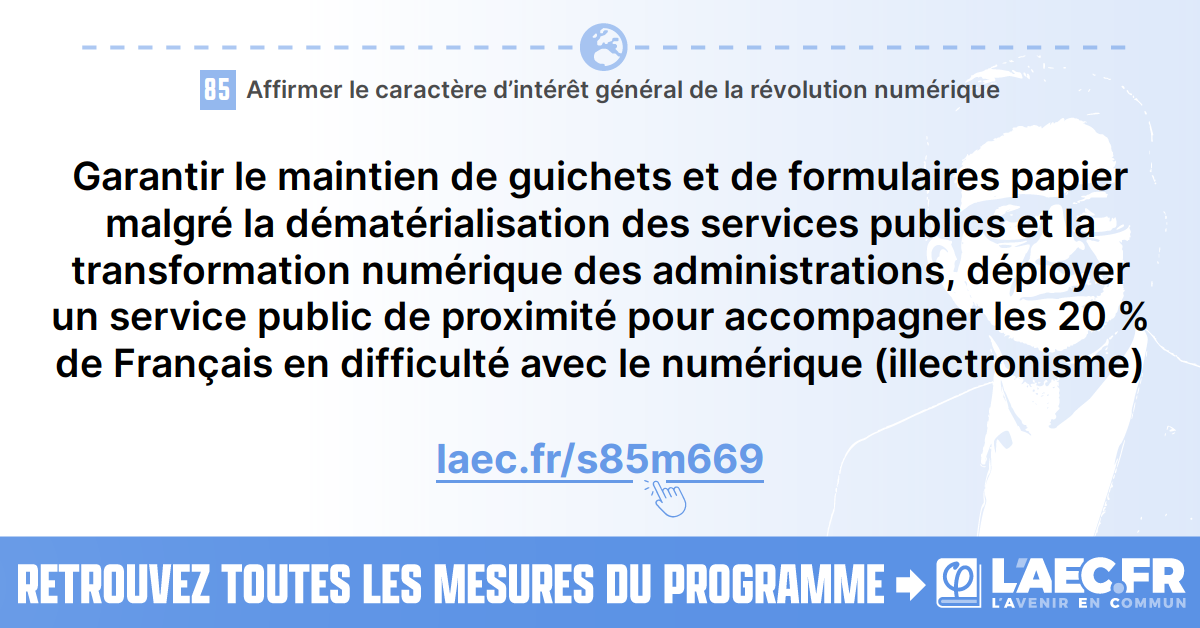 85 Affirmer le caractère d’intérêt général de la révolution numérique
Garantir le maintien de guichets et de formulaires papier
malgré la dématérialisation des services publics et la
transformation numérique des administrations, déployer
un service public de proximité pour accompagner les 20 %
de Français en difficulté avec le numérique (illectronisme)
laec.fr/s85m669
RETROUVEZ TOUTES LES MESURES DU PROGRAMME
φ L'AEC.FR
L'AVENIR EN COMMUN